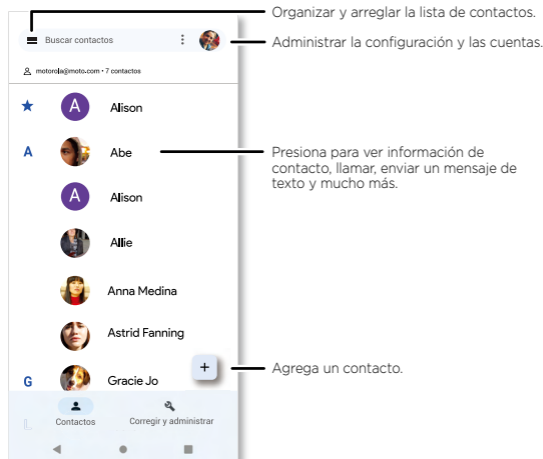 Organizar y arreglar la lista de contactos.
Buscar contactos
Administrar la configuración y las cuentas.
motorola@moto.com • 7 contactos
A
Alison
A
Abe
Presiona para ver información de
contacto, llamar, enviar un mensaje de
texto y mucho más.
A
Alison
Allie
Anna Medina
Astrid Fanning
+
Agrega un contacto.
G
Gracie Jo
Contactos
Corregir y administrar